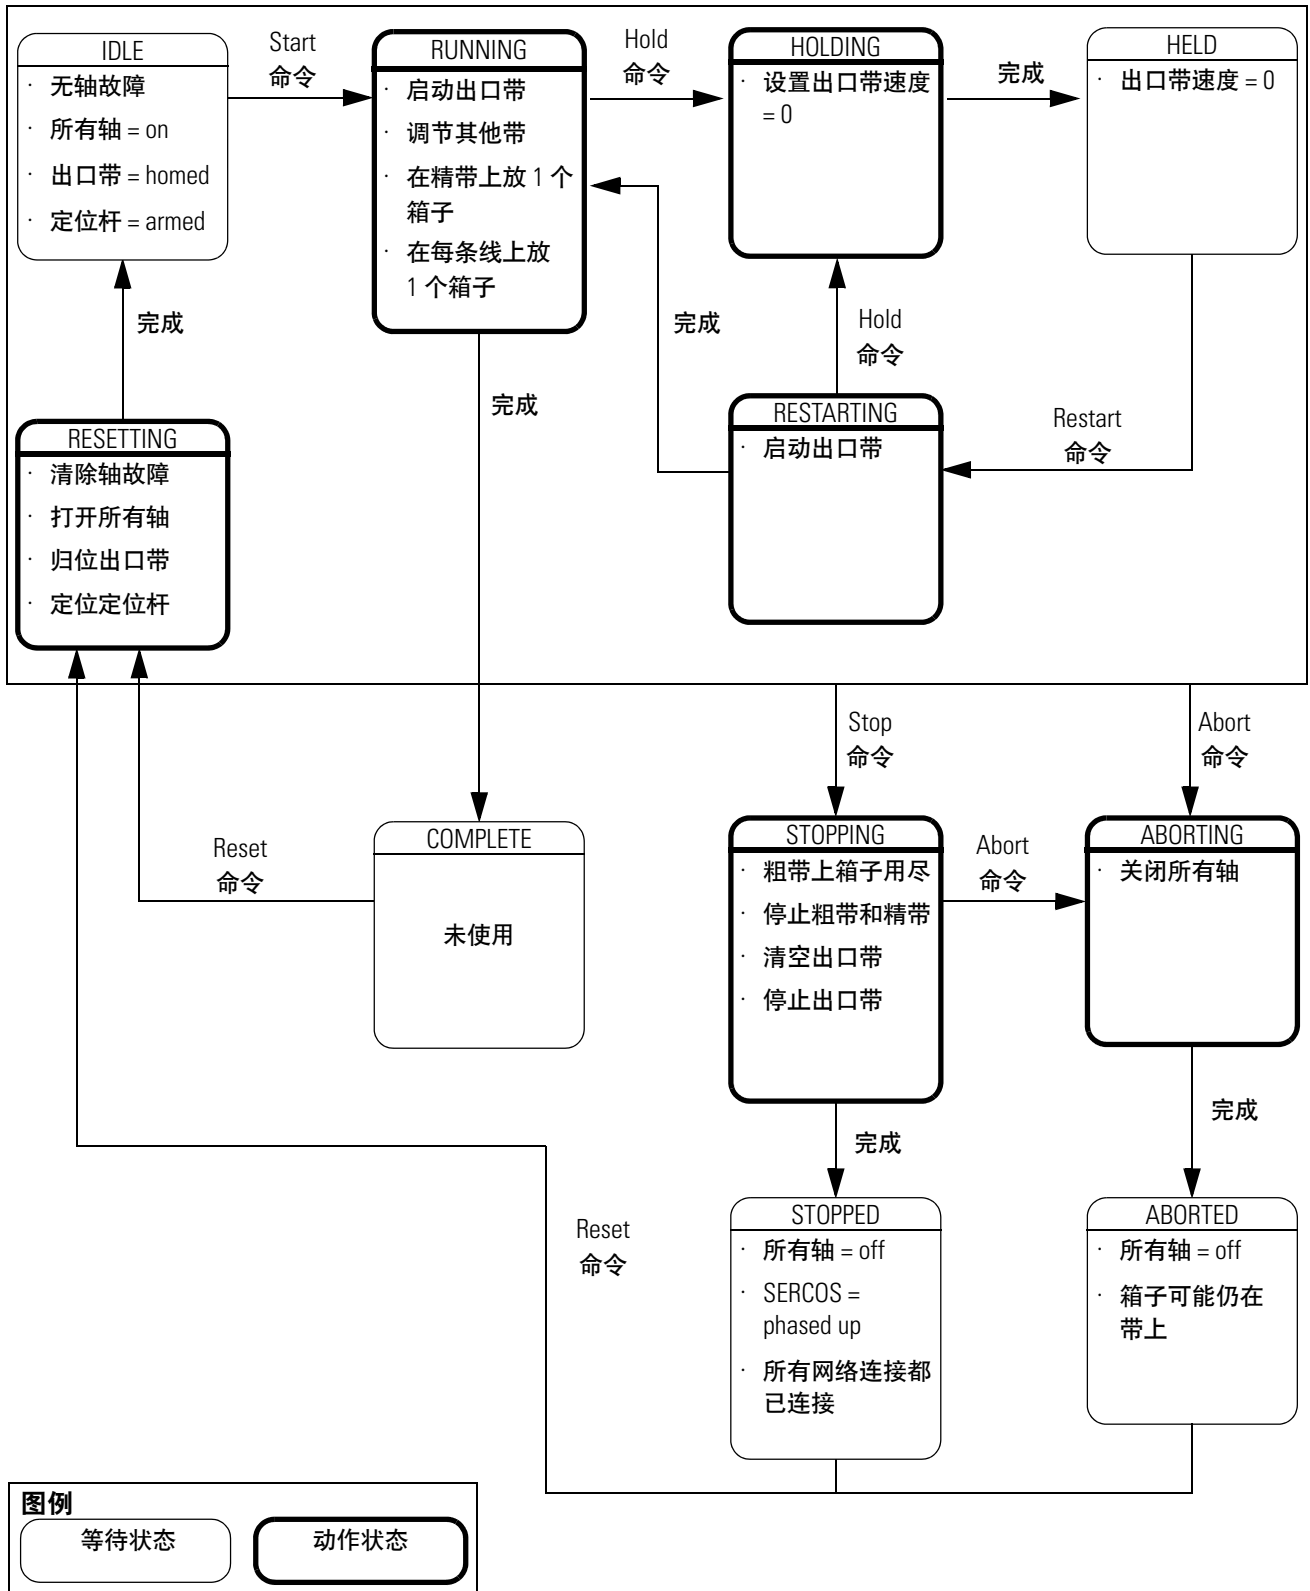 IDLE
· 无轴故障
· 所有轴 = on
· 出口带 = homed
· 定位杆 = armed
Start
命令
RUNNING
· 启动出口带
· 调节其他带
· 在精带上放 1 个
箱子
· 在每条线上放
1 个箱子
Hold
命令
HOLDING
· 设置出口带速度
= 0
完成
HELD
· 出口带速度 = 0
完成
完成
Hold
命令
完成
RESETTING
· 清除轴故障
· 打开所有轴
· 归位出口带
· 定位定位杆
RESTARTING
· 启动出口带
Restart
命令
Stop
命令
Abort
命令
Reset
命令
COMPLETE
未使用
STOPPING
· 粗带上箱子用尽
· 停止粗带和精带
· 清空出口带
· 停止出口带
Abort
命令
ABORTING
· 关闭所有轴
完成
完成
Reset
命令
STOPPED
· 所有轴 = off
· SERCOS =
phased up
· 所有网络连接都
已连接
ABORTED
· 所有轴 = off
· 箱子可能仍在
带上
图例
等待状态
动作状态